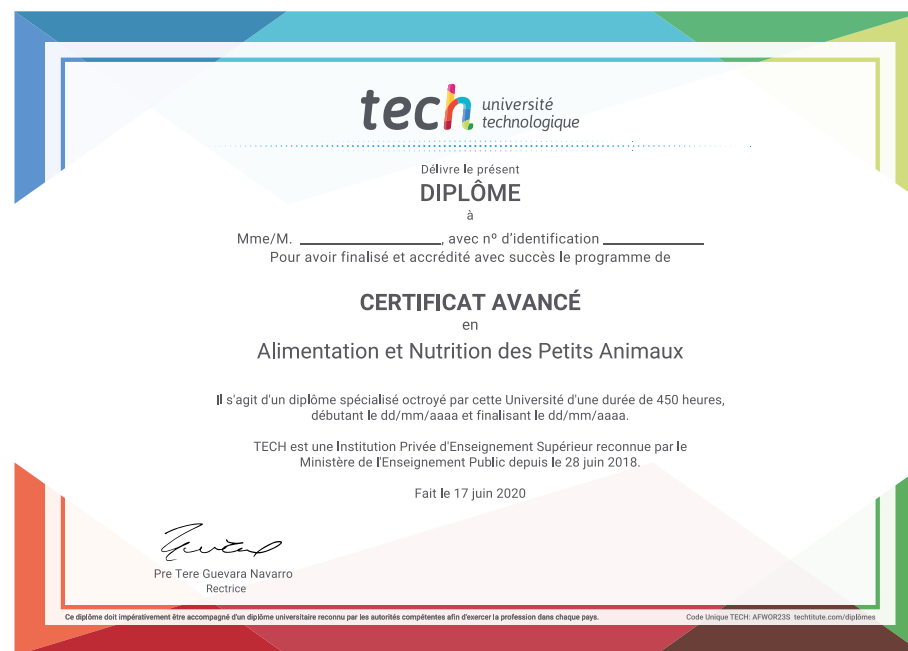 tech université
technologique
Délivre le présent
DIPLÔME
à
Mme/M. ____________________, avec nº d'identification ______________
Pour avoir finalisé et accrédité avec succès le programme de
CERTIFICAT AVANCÉ
en
Alimentation et Nutrition des Petits Animaux
Il s'agit d'un diplôme spécialisé octroyé par cette Université d'une durée de 450 heures,
débutant le dd/mm/aaaa et finalisant le dd/mm/aaaa.
TECH est une Institution Privée d'Enseignement Supérieur reconnue par le
Ministère de l'Enseignement Public depuis le 28 juin 2018.
Fait le 17 juin 2020
Pre Tere Guevara Navarro
Rectrice
Ce diplôme doit impérativement être accompagné d'un diplôme universitaire reconnu par les autorités compétentes afin d'exercer la profession dans chaque pays.
Code Unique TECH: AFWOR23S techtitute.com/diplômes